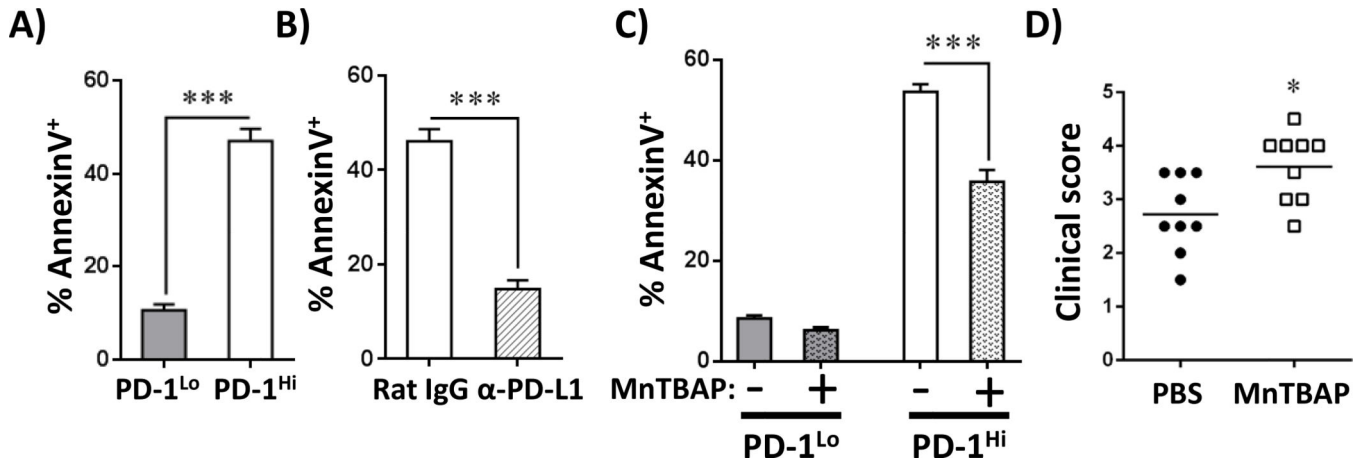 A)
% AnnexinV⁺
60
40
20
0
***
PD-1ᴸᵒ PD-1ᴴⁱ
B)
% AnnexinV⁺
60
40
20
0
***
Rat IgG α-PD-L1
C)
% AnnexinV⁺
60
40
20
0
***
MnTBAP: - + - +
PD-1ᴸᵒ PD-1ᴴⁱ
D)
Clinical score
5
4
3
2
1
0
*
PBS MnTBAP